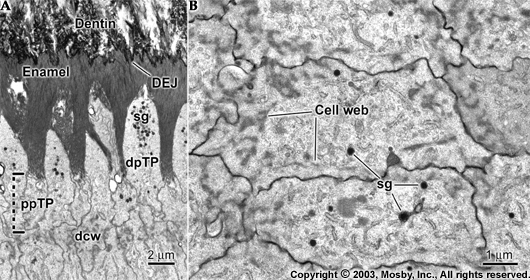 A
Dentin
Enamel
DEJ
sg
dpTP
ppTP
dcw
2 μm
B
Cell web
sg
1 μm
Copyright © 2003, Mosby, Inc., All rights reserved.